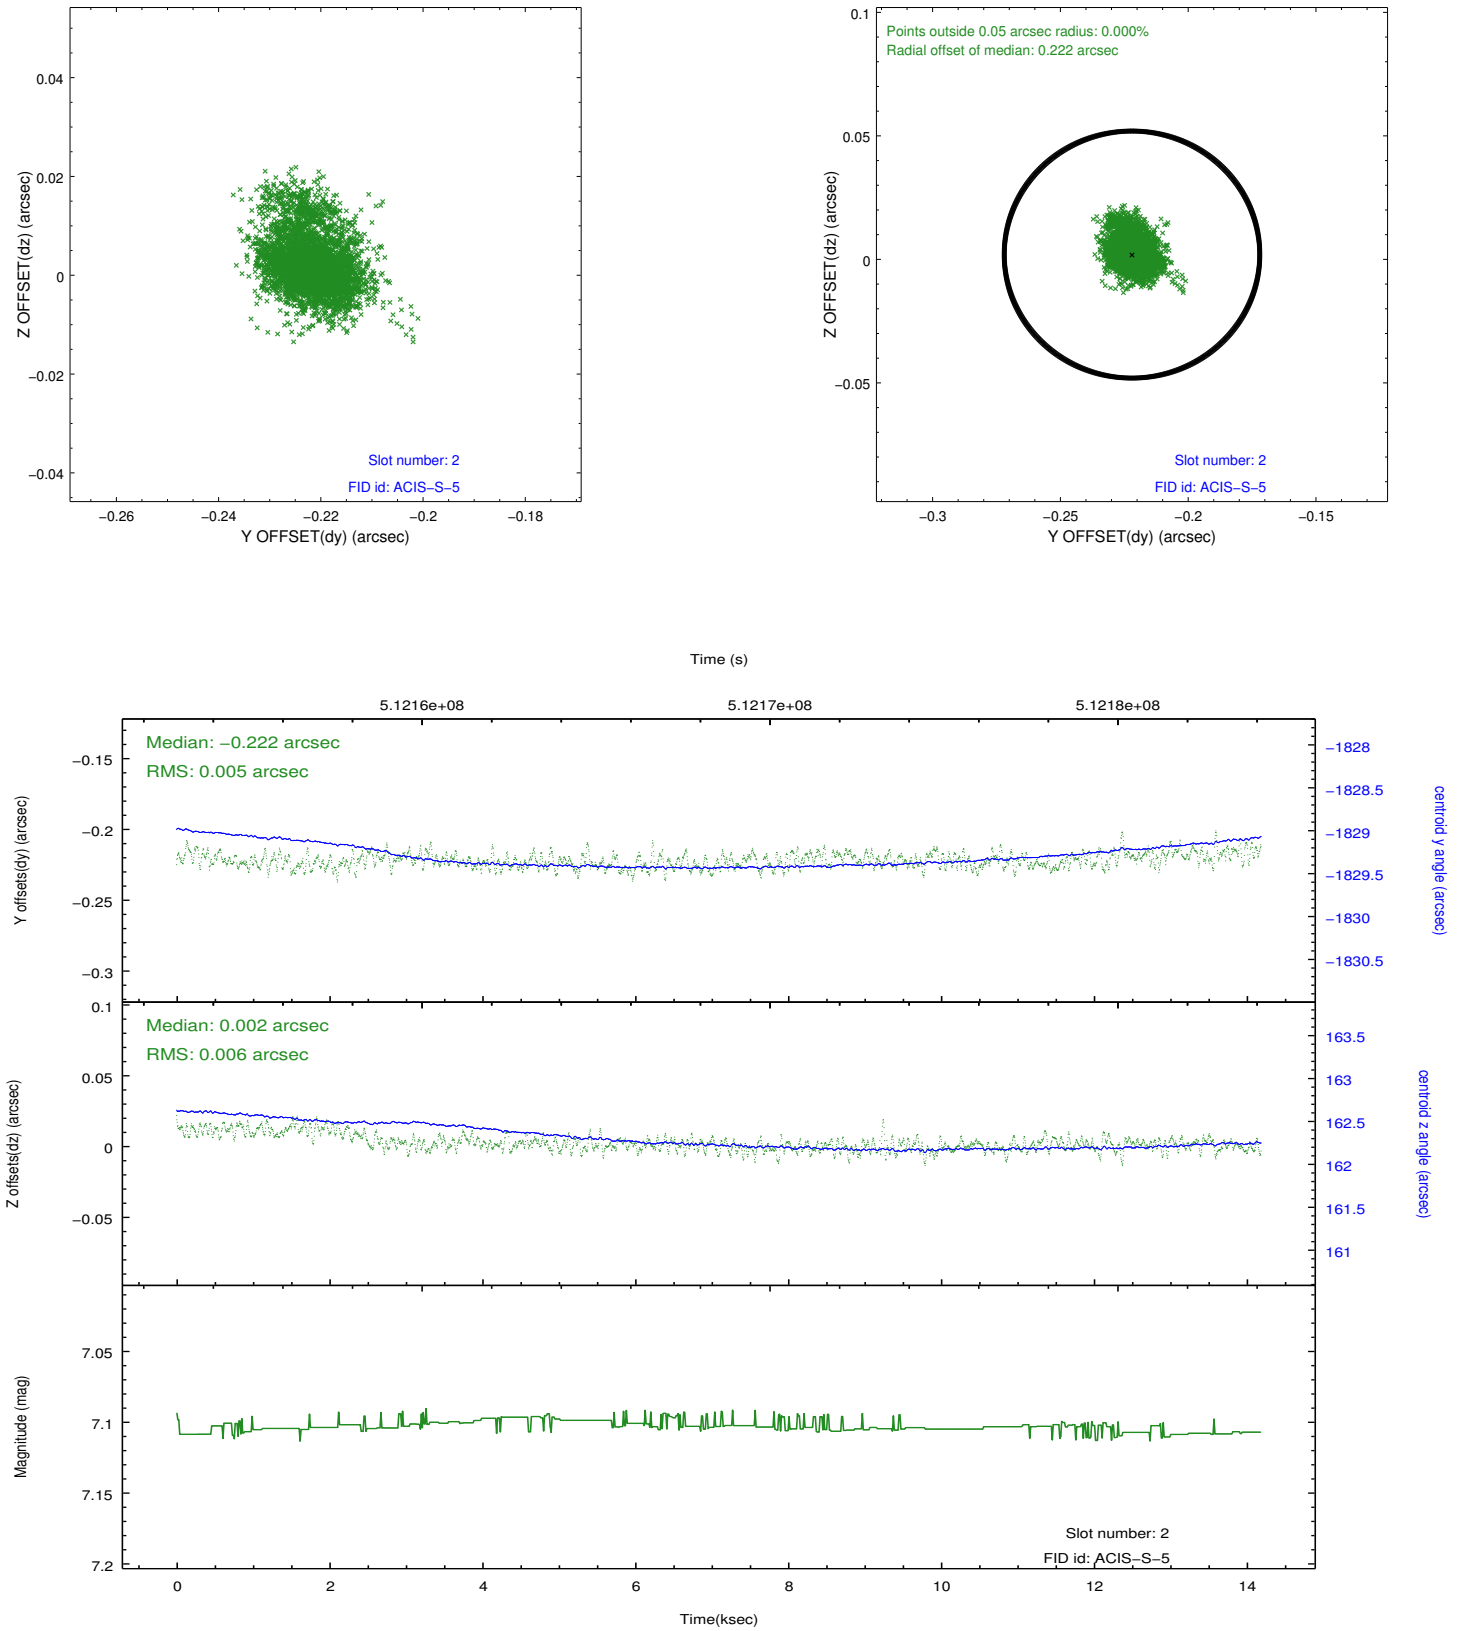 0.04
0.02
0
−0.02
−0.04
Z OFFSET(dz) (arcsec)
Slot number: 2
FID id: ACIS−S−5
−0.26 −0.24 −0.22 −0.2 −0.18
Y OFFSET(dy) (arcsec)
Points outside 0.05 arcsec radius: 0.000%
Radial offset of median: 0.222 arcsec
0.1
0.05
0
−0.05
Z OFFSET(dz) (arcsec)
Slot number: 2
FID id: ACIS−S−5
−0.3 −0.25 −0.2 −0.15
Y OFFSET(dy) (arcsec)
Time (s)
5.1216e+08 5.1217e+08 5.1218e+08
Median: −0.222 arcsec
RMS: 0.005 arcsec
−0.15
−0.2
−0.25
−0.3
Y offsets(dy) (arcsec)
−1828
−1828.5
−1829
−1829.5
−1830
−1830.5
centroid y angle (arcsec)
Median: 0.002 arcsec
RMS: 0.006 arcsec
0.1
0.05
0
−0.05
Z offsets(dz) (arcsec)
163.5
163
162.5
162
161.5
161
centroid z angle (arcsec)
7.05
7.1
7.15
7.2
Magnitude (mag)
Slot number: 2
FID id: ACIS−S−5
0 2 4 6 8 10 12 14
Time(ksec)